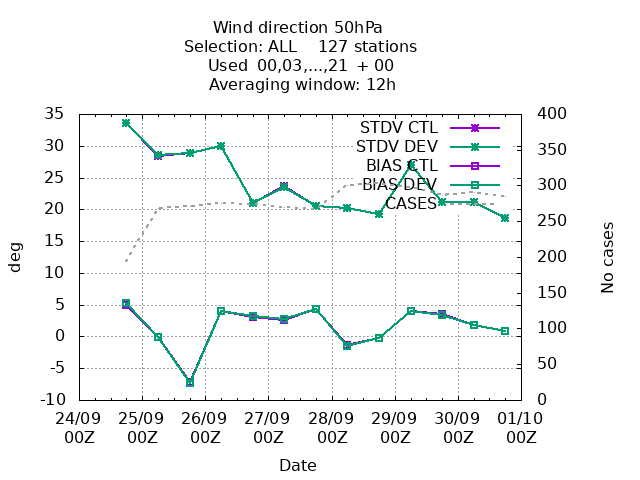 Wind direction 50hPa
Selection: ALL    127 stations
Used  00,03,...,21  + 00
Averaging window: 12h
35 400
30 350
25 300
20 250
15 200
10 150
5 100
0 50
-5 0
-10
deg
No cases
STDV CTL
STDV DEV
BIAS CTL
BIAS DEV
CASES
24/09 25/09 26/09 27/09 28/09 29/09 30/09 01/10
00Z 00Z 00Z 00Z 00Z 00Z 00Z 00Z
Date